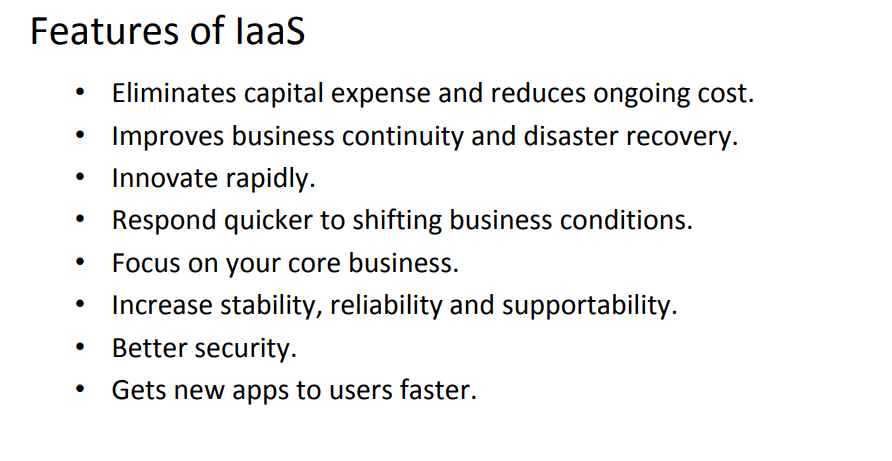 Features of IaaS
• Eliminates capital expense and reduces ongoing cost.
• Improves business continuity and disaster recovery.
• Innovate rapidly.
• Respond quicker to shifting business conditions.
• Focus on your core business.
• Increase stability, reliability and supportability.
• Better security.
• Gets new apps to users faster.